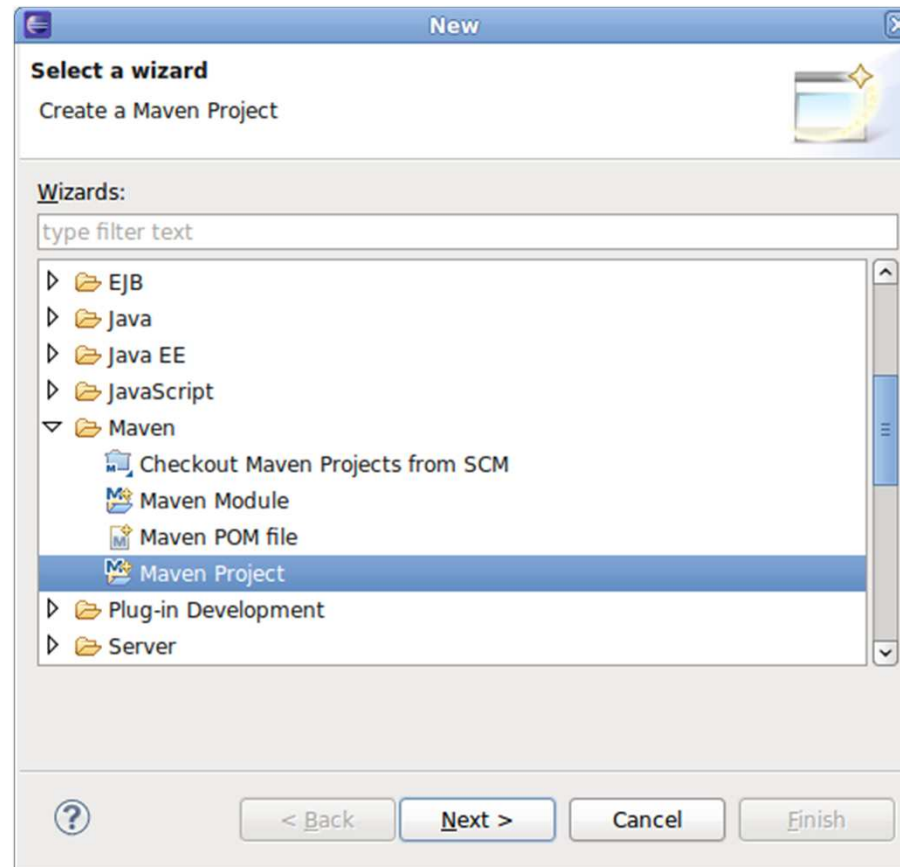 New
Select a wizard
Create a Maven Project
Wizards:
type filter text
EJB
Java
Java EE
JavaScript
Maven
Checkout Maven Projects from SCM
Maven Module
Maven POM file
Maven Project
Plug-in Development
Server
? < Back Next > Cancel Finish